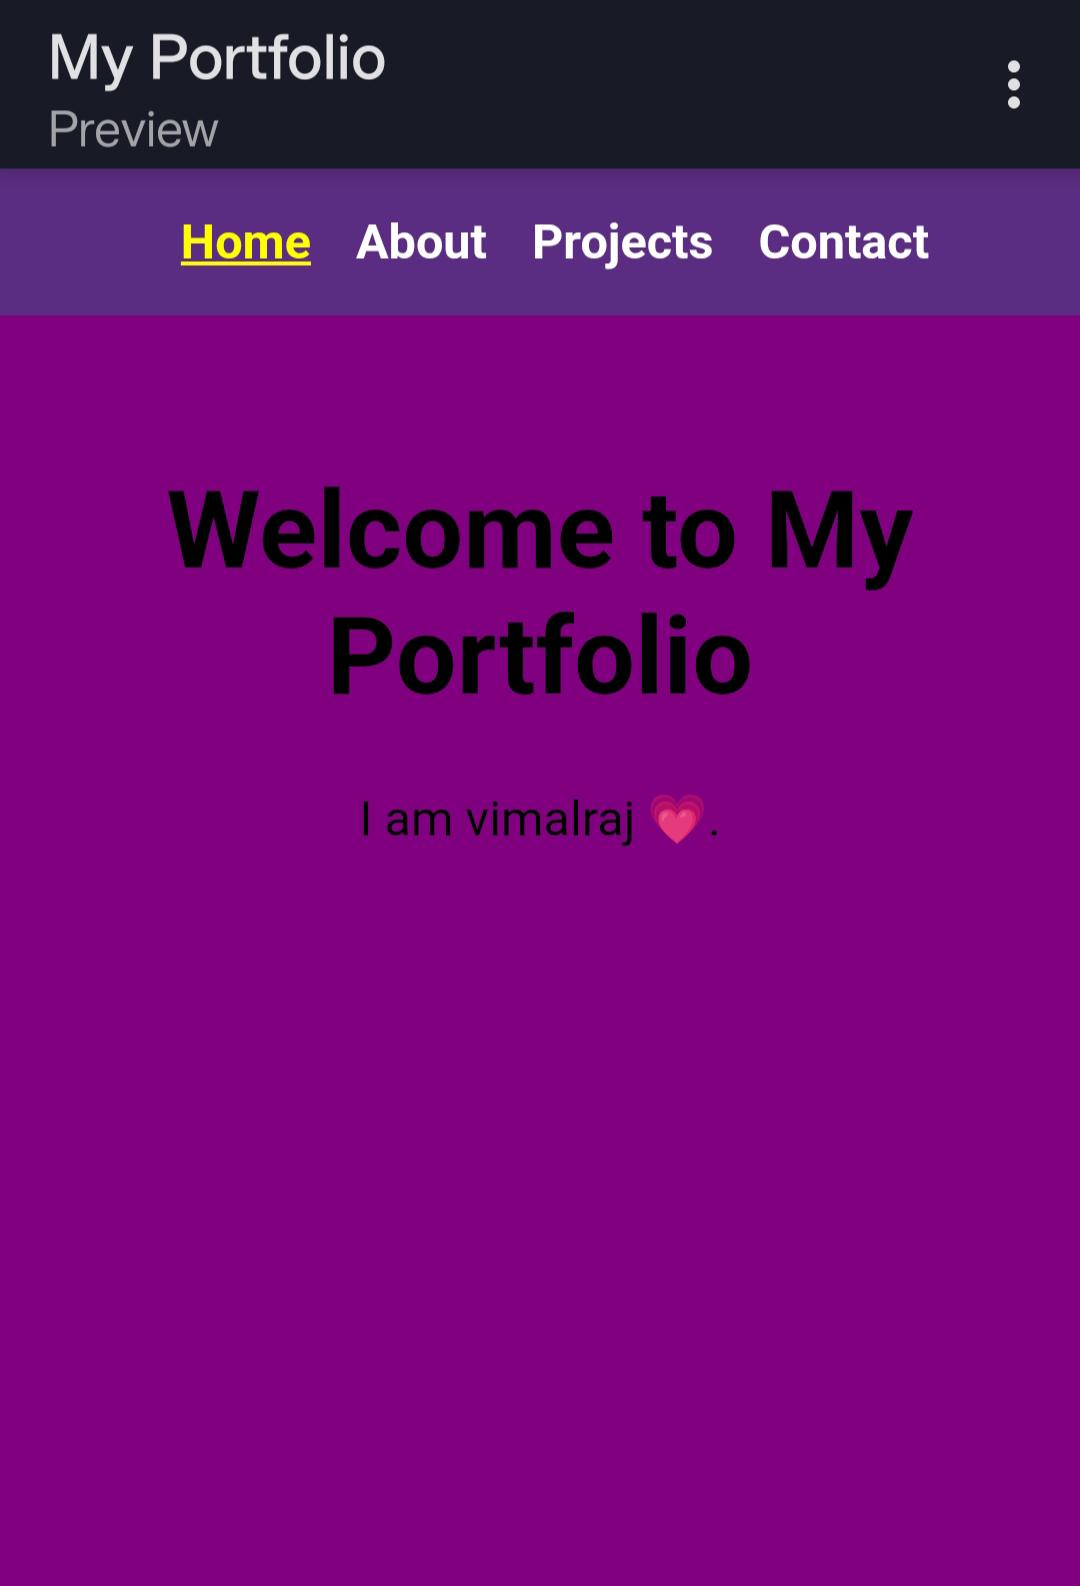 My Portfolio
Preview
Home About Projects Contact
Welcome to My
Portfolio
I am vimalraj 💗.